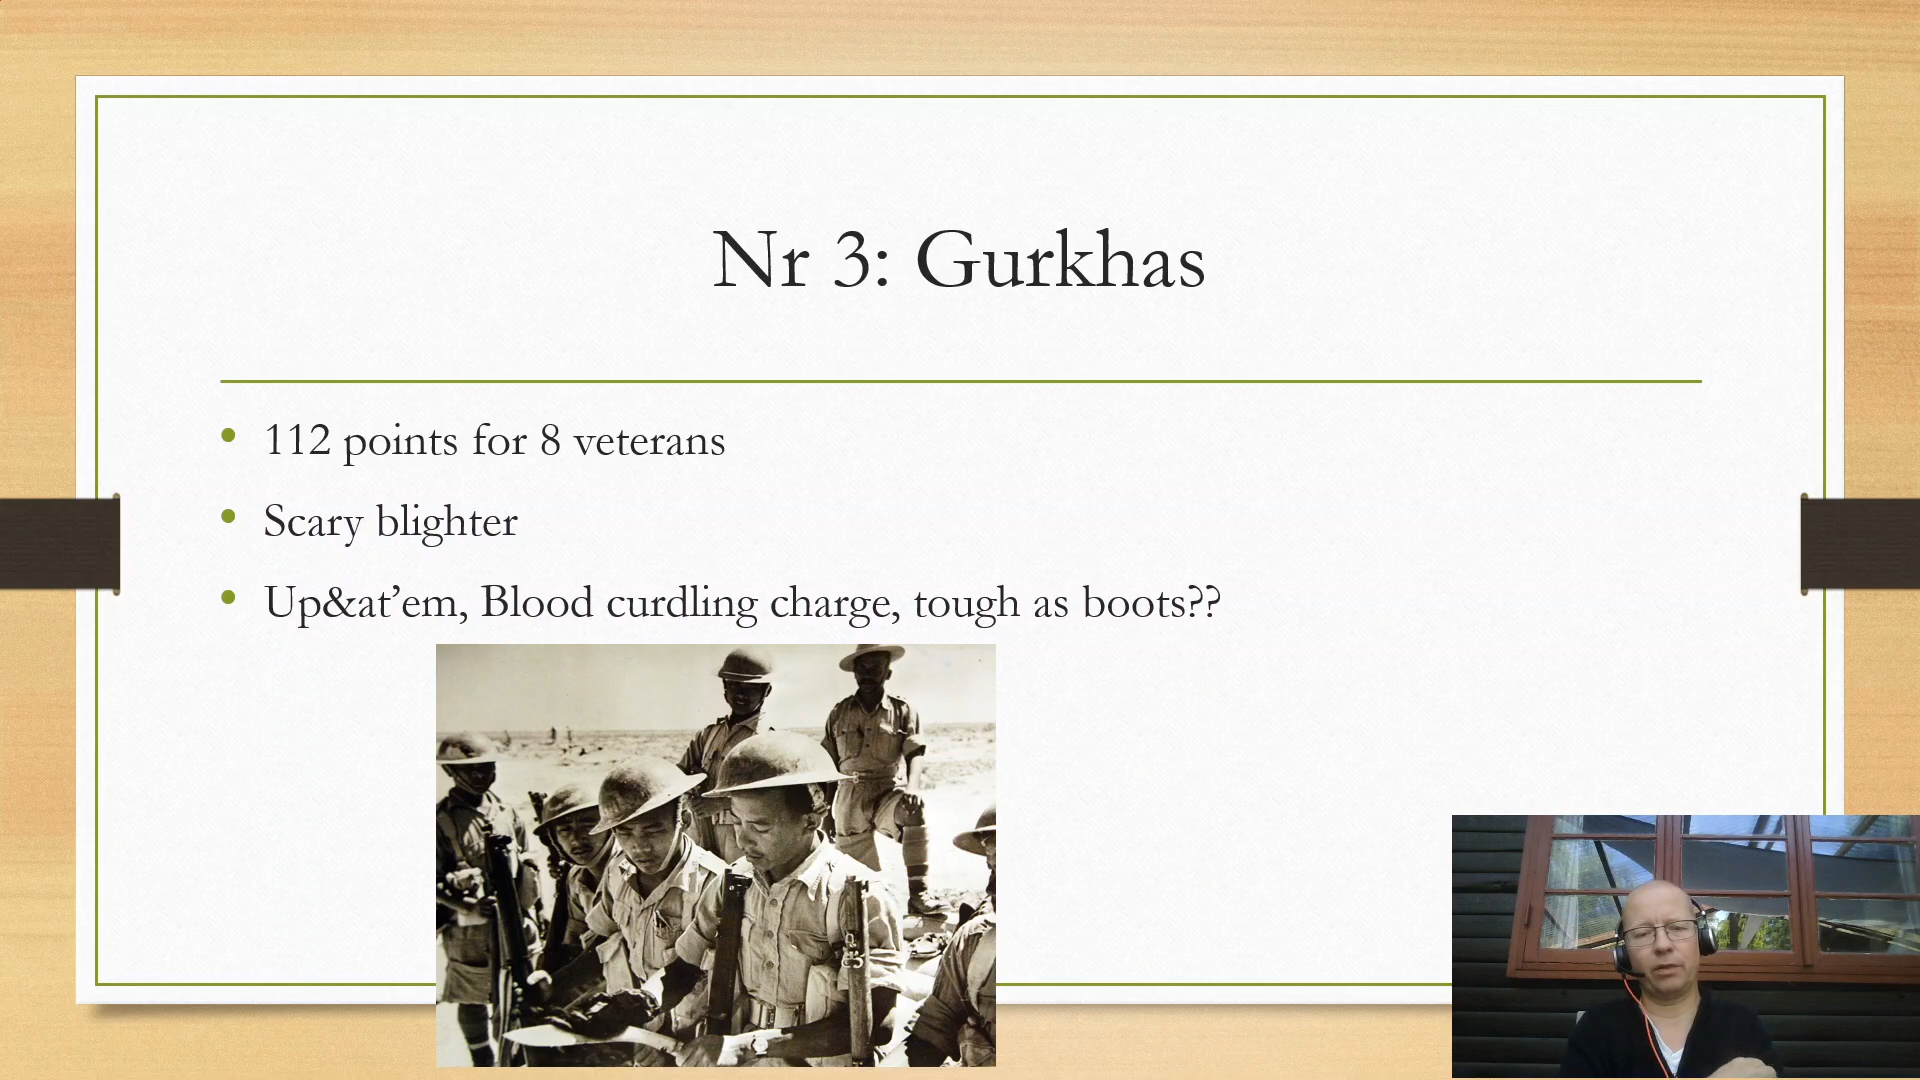 Nr 3: Gurkhas
• 112 points for 8 veterans
• Scary blighter
• Up&at’em, Blood curdling charge, tough as boots??